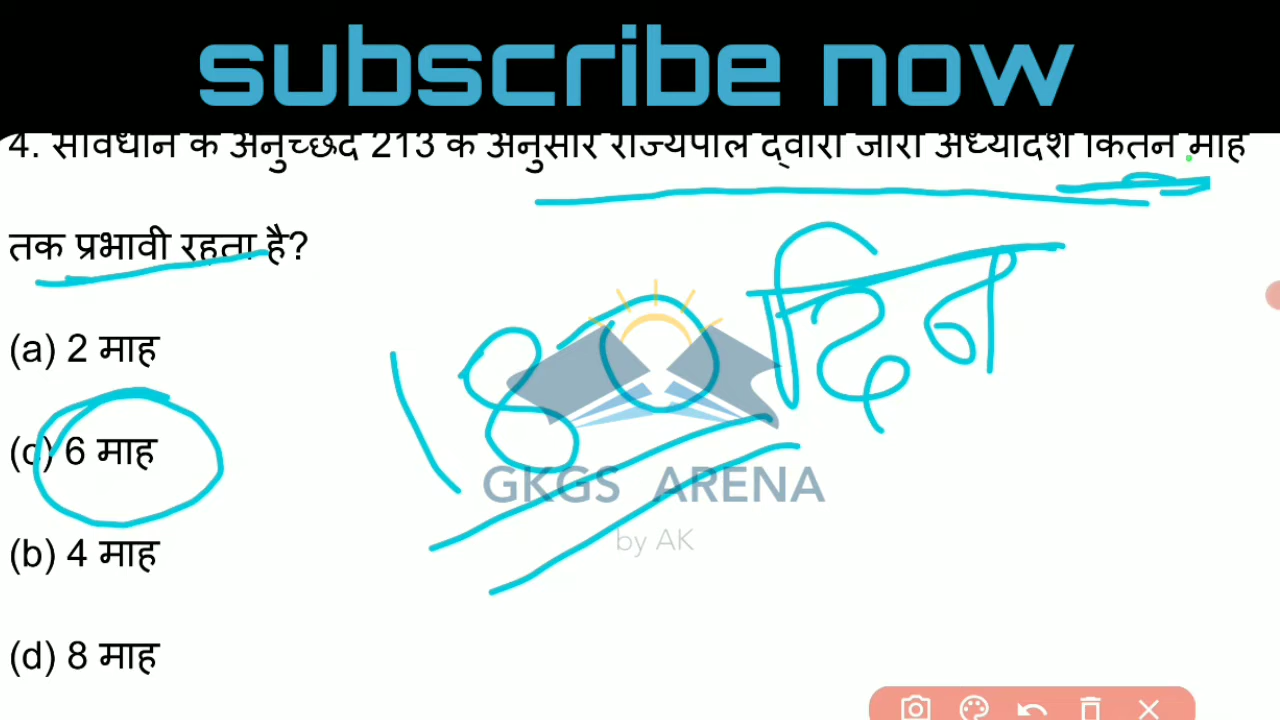 subscribe now
4. संविधान के अनुच्छेद 213 के अनुसार राज्यपाल द्वारा जारी अध्यादेश कितने माह
तक प्रभावी रहता है?
(a) 2 माह
(c) 6 माह
(b) 4 माह
(d) 8 माह
180 दिन
GKGS ARENA
by AK